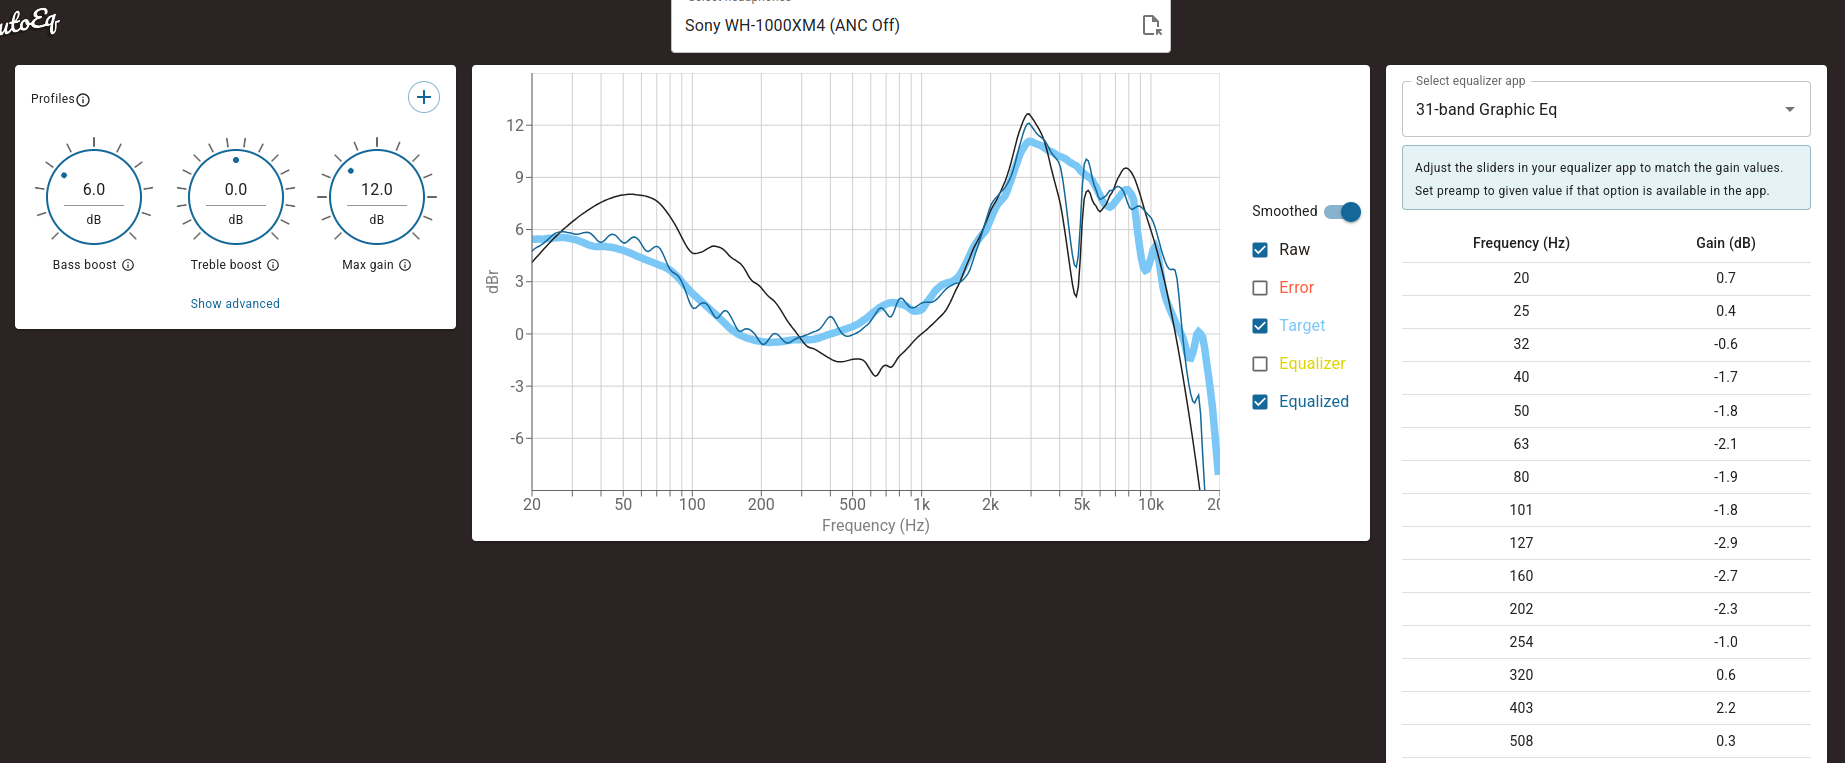 Sony WH-1000XM4 (ANC Off)
Profiles
6.0
dB
Bass boost
0.0
dB
Treble boost
12.0
dB
Max gain
Show advanced
dBr
12
9
6
3
0
-3
-6
20 50 100 200 500 1k 2k 5k 10k
Frequency (Hz)
Smoothed
Raw
Error
Target
Equalizer
Equalized
Select equalizer app
31-band Graphic Eq
Adjust the sliders in your equalizer app to match the gain values.
Set preamp to given value if that option is available in the app.
Frequency (Hz) Gain (dB)
20 0.7
25 0.4
32 -0.6
40 -1.7
50 -1.8
63 -2.1
80 -1.9
101 -1.8
127 -2.9
160 -2.7
202 -2.3
254 -1.0
320 0.6
403 2.2
508 0.3